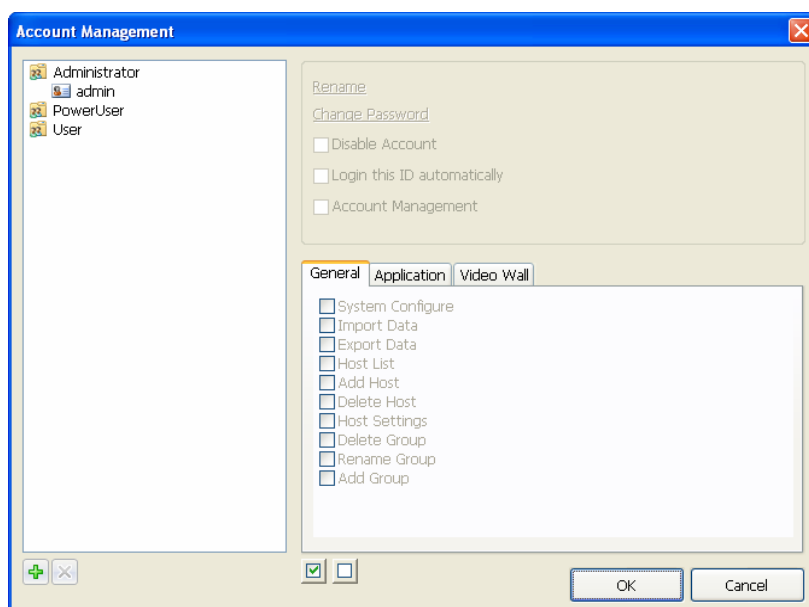 Account Management
Administrator
admin
PowerUser
User
Rename
Change Password
Disable Account
Login this ID automatically
Account Management
General
Application
Video Wall
System Configure
Import Data
Export Data
Host List
Add Host
Delete Host
Host Settings
Delete Group
Rename Group
Add Group
OK
Cancel